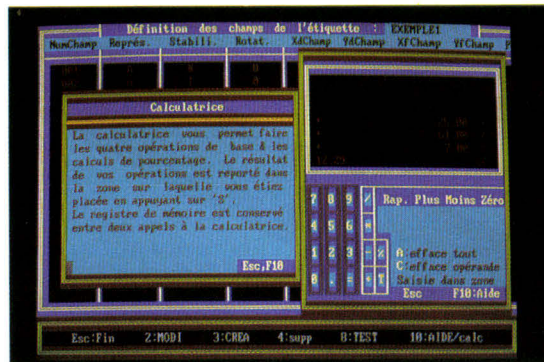 Définition des champs de l'étiquette : EXEMPLE1
NumChamp Représ. Stabili. Rotat. XdChamp YdChamp XfChamp YfChamp
Calculatrice
La calculatrice vous permet faire
les quatre opérations de base & les
calculs de pourcentage. Le résultat
de vos opérations est reporté dans
la zone sur laquelle vous étiez
placée en appuyant sur 'S'.
Le registre de mémoire est conservé
entre deux appels à la calculatrice.
Esc,F10
7 8 9 / Rap. Plus Moins Zéro
4 5 6 *
1 2 3 - % A:efface tout
C:efface opérande
0 . + T Saisie dans zone
Esc F10:Aide
Esc:Fin 2:MODI 3:CREA 4:supp 8:TEST 10:AIDE/calc